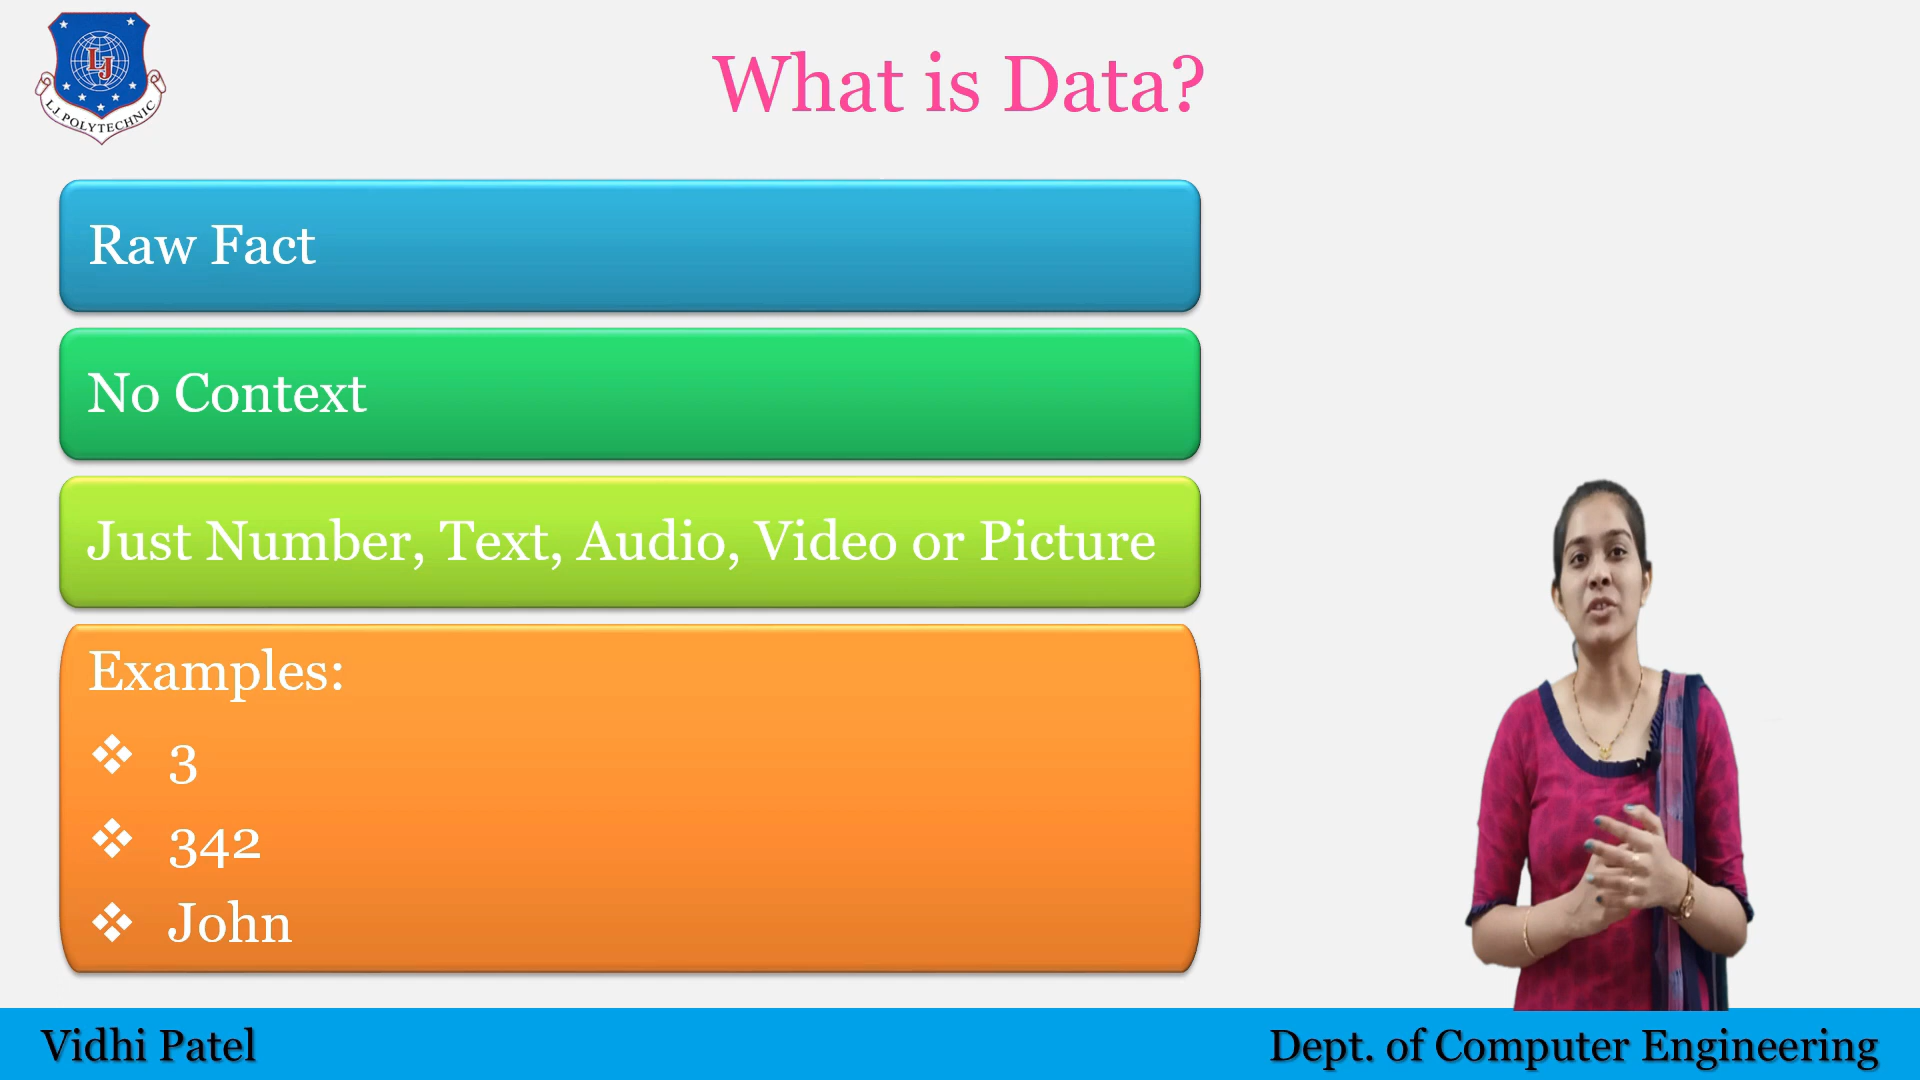 LJ
L.J. POLYTECHNIC
What is Data?
Raw Fact
No Context
Just Number, Text, Audio, Video or Picture
Examples:
❖ 3
❖ 342
❖ John
Vidhi Patel
Dept. of Computer Engineering